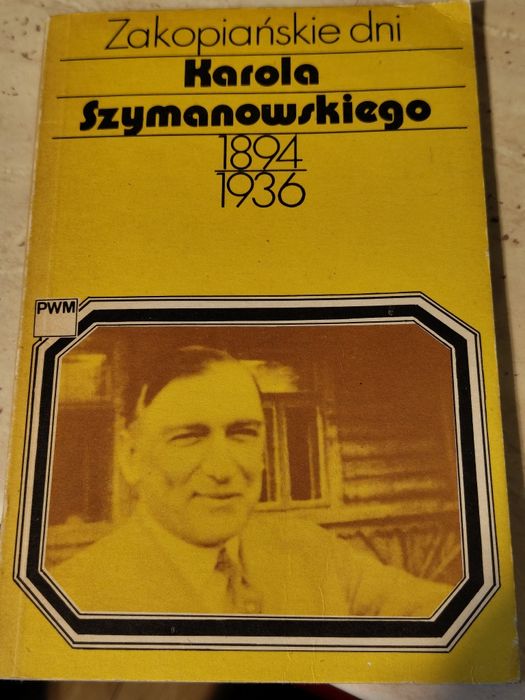 Zakopiańskie dni
Karola
Szymanowskiego
1894
1936
PWM